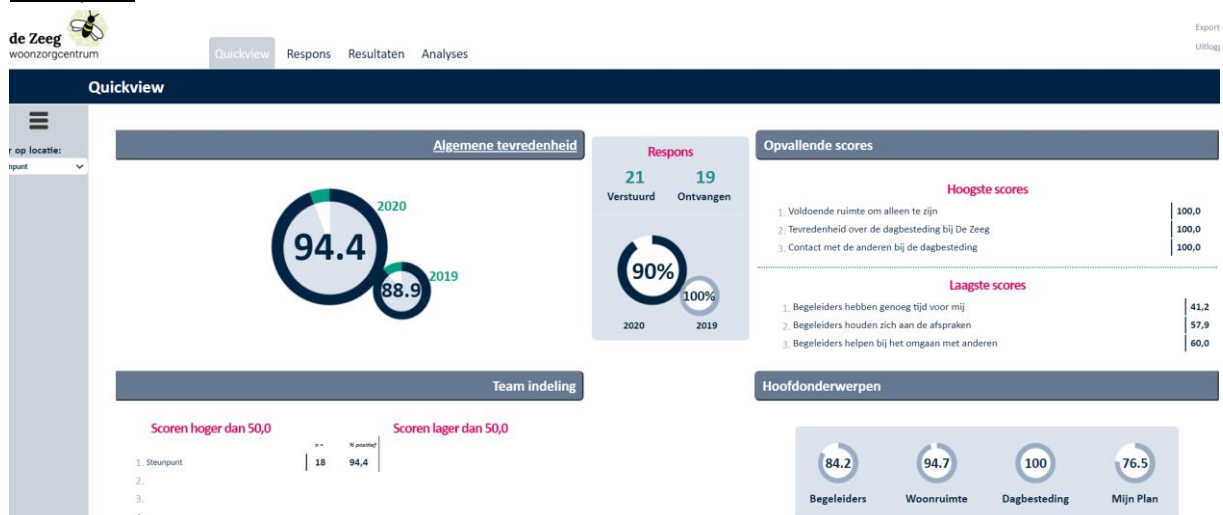 de Zeeg
woonzorgcentrum
Quickview Respons Resultaten Analyses
Export
Uitlogg
Quickview
r op locatie:
npunt
Algemene tevredenheid
2020
94.4
2019
88.9
Respons
21 19
Verstuurd Ontvangen
90%
100%
2020 2019
Opvallende scores
Hoogste scores
1. Voldoende ruimte om alleen te zijn 100,0
2. Tevredenheid over de dagbesteding bij De Zeeg 100,0
3. Contact met de anderen bij de dagbesteding 100,0
Laagste scores
1. Begeleiders hebben genoeg tijd voor mij 41,2
2. Begeleiders houden zich aan de afspraken 57,9
3. Begeleiders helpen bij het omgaan met anderen 60,0
Team indeling
Scoren hoger dan 50,0 Scoren lager dan 50,0
n = % positief
1. Steunpunt 18 94,4
2.
3.
Hoofdonderwerpen
84.2 94.7 100 76.5
Begeleiders Woonruimte Dagbesteding Mijn Plan